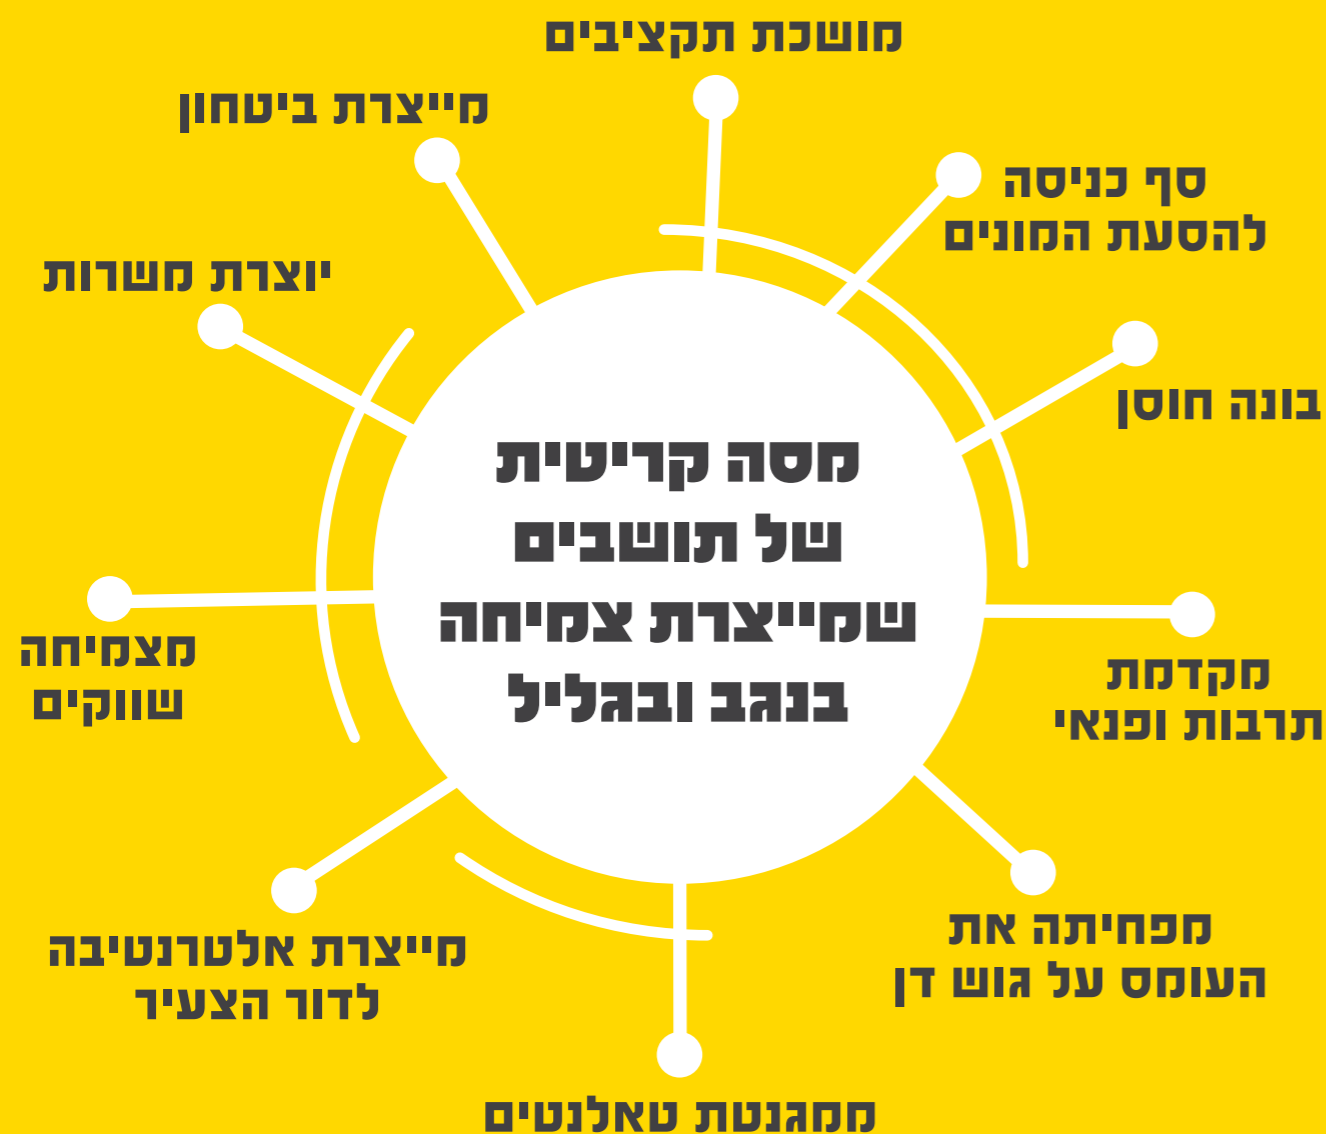 מושכת תקציבים
מייצרת ביטחון
סף כניסה
להסעת המונים
יוצרת משרות
בונה חוסן
מסה קריטית
של תושבים
שמייצרת צמיחה
בנגב ובגליל
מצמיחה
שווקים
מקדמת
תרבות ופנאי
מפחיתה את
העומס על גוש דן
מייצרת אלטרנטיבה
לדור הצעיר
ממגנטת טאלנטים